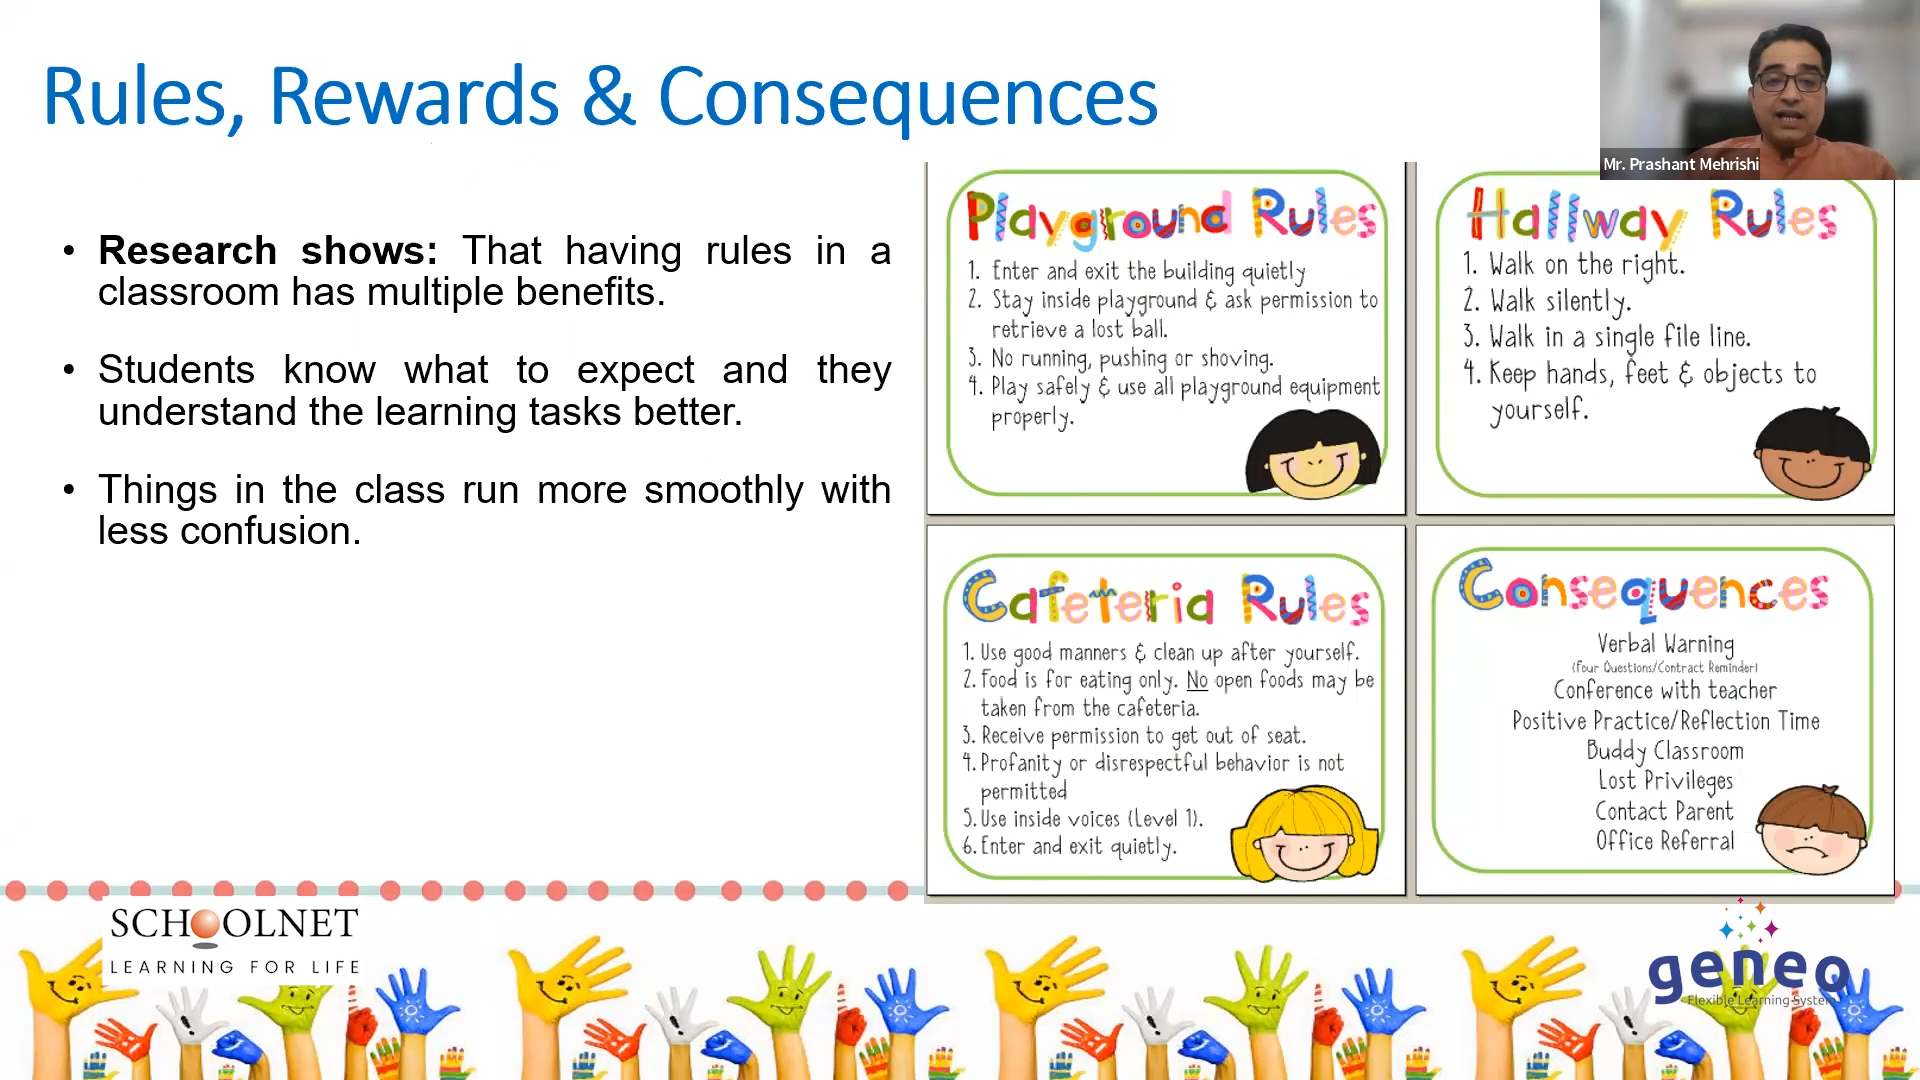 Rules, Rewards & Consequences
Mr. Prashant Mehrishi
• Research shows: That having rules in a
classroom has multiple benefits.
• Students know what to expect and they
understand the learning tasks better.
• Things in the class run more smoothly with
less confusion.
Playground Rules
1. Enter and exit the building quietly
2. Stay inside playground & ask permission to
retrieve a lost ball.
3. No running, pushing or shoving.
4. Play safely & use all playground equipment
properly.
Hallway Rules
1. Walk on the right.
2. Walk silently.
3. Walk in a single file line.
4. Keep hands, feet & objects to
yourself.
Cafeteria Rules
1. Use good manners & clean up after yourself.
2. Food is for eating only. No open foods may be
taken from the cafeteria.
3. Receive permission to get out of seat.
4. Profanity or disrespectful behavior is not
permitted
5. Use inside voices (Level 1).
6. Enter and exit quietly.
Consequences
Verbal Warning
(Four Questions/Contract Reminder)
Conference with teacher
Positive Practice/Reflection Time
Buddy Classroom
Lost Privileges
Contact Parent
Office Referral
SCHOOLNET
LEARNING FOR LIFE
geneo
Flexible Learning System